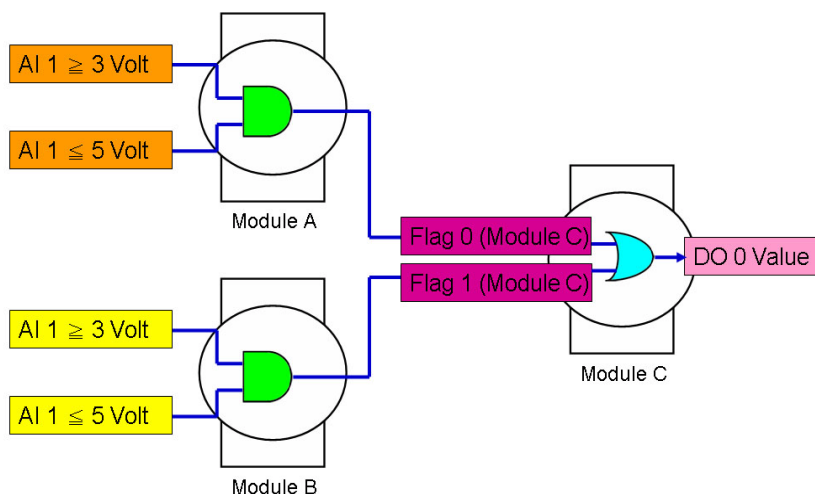 AI 1 ≧ 3 Volt
AI 1 ≦ 5 Volt
Module A
Flag 0 (Module C)
Flag 1 (Module C)
DO 0 Value
Module C
AI 1 ≧ 3 Volt
AI 1 ≦ 5 Volt
Module B